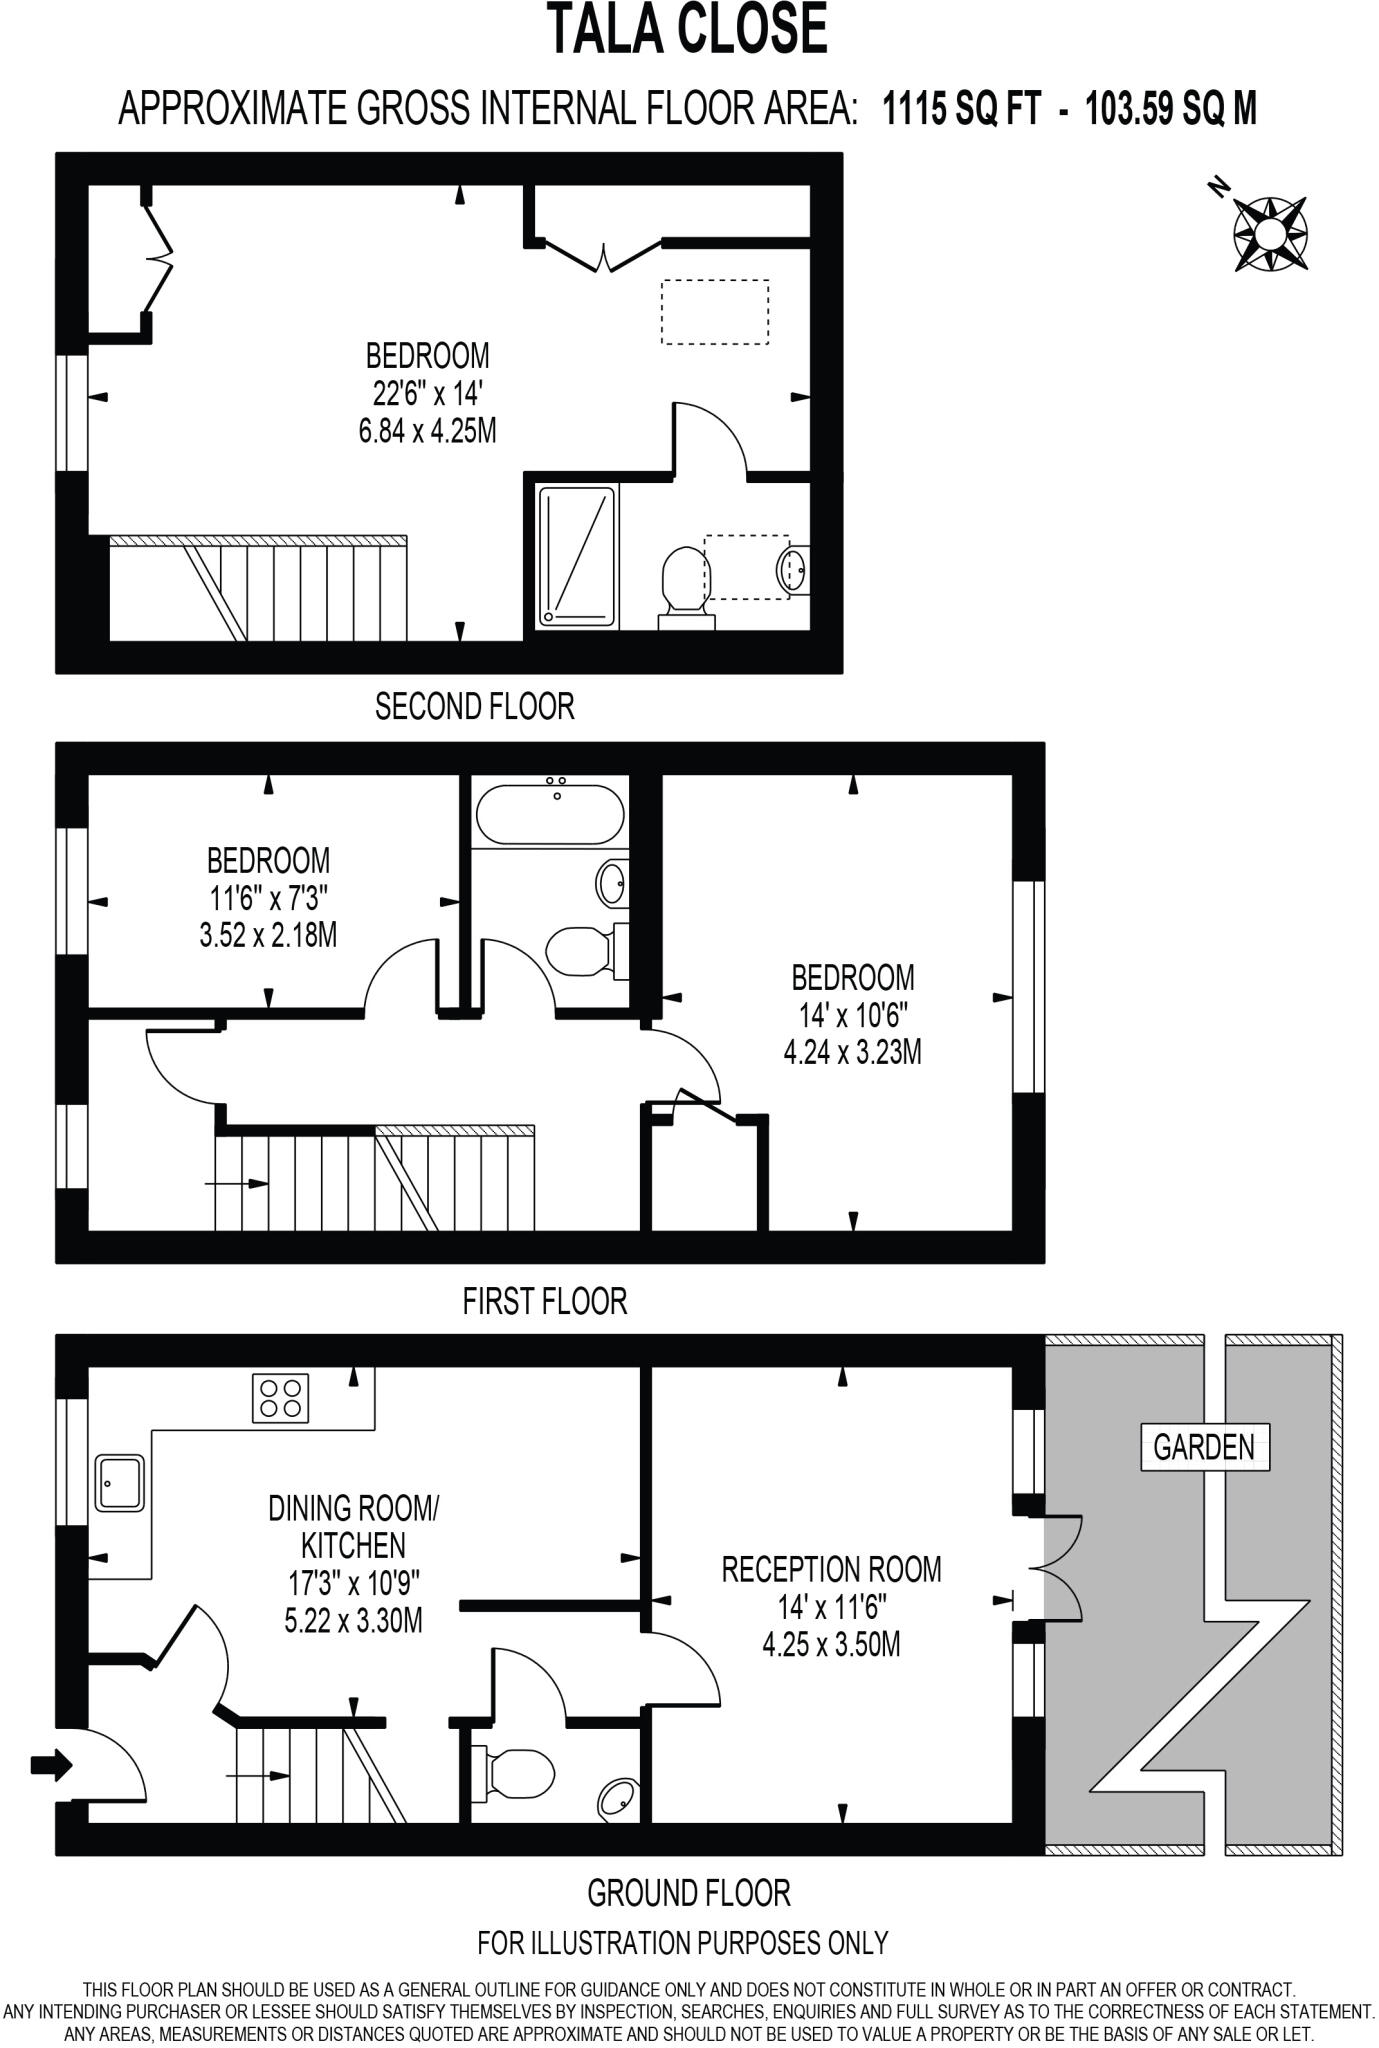 TALA CLOSE
APPROXIMATE GROSS INTERNAL FLOOR AREA: 1115 SQ FT - 103.59 SQ M
N
BEDROOM
22'6" x 14'
6.84 x 4.25M
SECOND FLOOR
BEDROOM
11'6" x 7'3"
3.52 x 2.18M
BEDROOM
14' x 10'6"
4.24 x 3.23M
FIRST FLOOR
GARDEN
DINING ROOM/
KITCHEN
17'3" x 10'9"
5.22 x 3.30M
RECEPTION ROOM
14' x 11'6"
4.25 x 3.50M
GROUND FLOOR
FOR ILLUSTRATION PURPOSES ONLY
THIS FLOOR PLAN SHOULD BE USED AS A GENERAL OUTLINE FOR GUIDANCE ONLY AND DOES NOT CONSTITUTE IN WHOLE OR IN PART AN OFFER OR CONTRACT.
ANY INTENDING PURCHASER OR LESSEE SHOULD SATISFY THEMSELVES BY INSPECTION, SEARCHES, ENQUIRIES AND FULL SURVEY AS TO THE CORRECTNESS OF EACH STATEMENT.
ANY AREAS, MEASUREMENTS OR DISTANCES QUOTED ARE APPROXIMATE AND SHOULD NOT BE USED TO VALUE A PROPERTY OR BE THE BASIS OF ANY SALE OR LET.